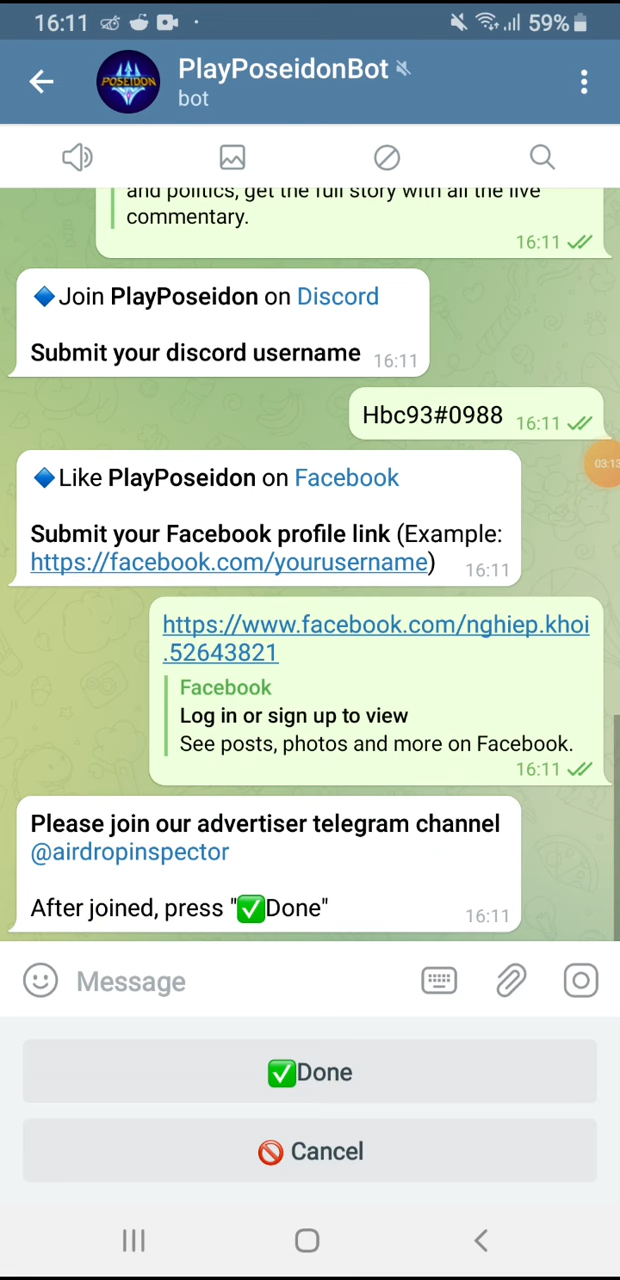 16:11
59%
POSEIDON
PlayPoseidonBot
bot
and politics, get the full story with all the live
commentary.
16:11
🔷Join PlayPoseidon on Discord
Submit your discord username
16:11
Hbc93#0988
16:11
03:13
🔷Like PlayPoseidon on Facebook
Submit your Facebook profile link (Example:
https://facebook.com/yourusername)
16:11
https://www.facebook.com/nghiep.khoi
.52643821
Facebook
Log in or sign up to view
See posts, photos and more on Facebook.
16:11
Please join our advertiser telegram channel
@airdropinspector
After joined, press "✅Done"
16:11
Message
✅Done
🚫 Cancel